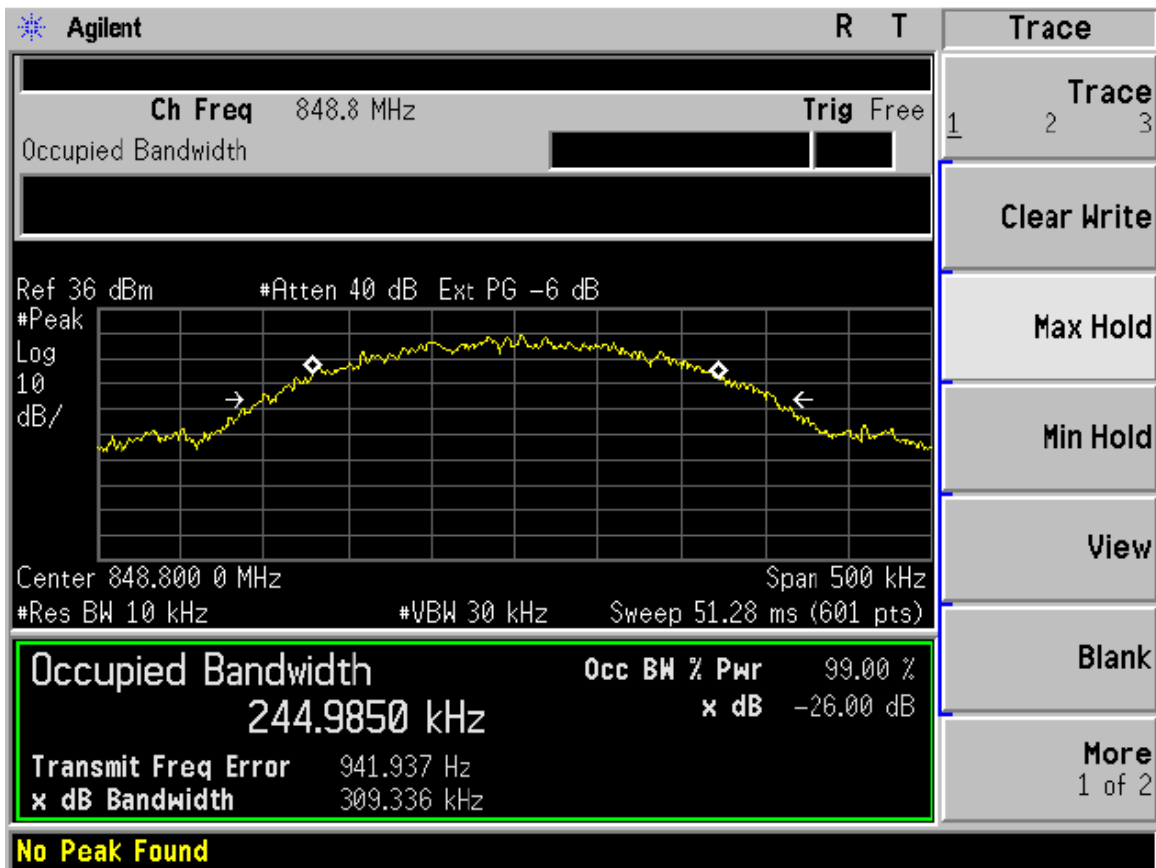 Agilent R T
Ch Freq 848.8 MHz Trig Free
Occupied Bandwidth
Ref 36 dBm #Atten 40 dB Ext PG -6 dB
#Peak
Log
10
dB/
Center 848.800 0 MHz Span 500 kHz
#Res BW 10 kHz #VBW 30 kHz Sweep 51.28 ms (601 pts)
Occupied Bandwidth
244.9850 kHz
Occ BW % Pwr 99.00 %
x dB -26.00 dB
Transmit Freq Error 941.937 Hz
x dB Bandwidth 309.336 kHz
No Peak Found
Trace
Trace
1 2 3
Clear Write
Max Hold
Min Hold
View
Blank
More
1 of 2